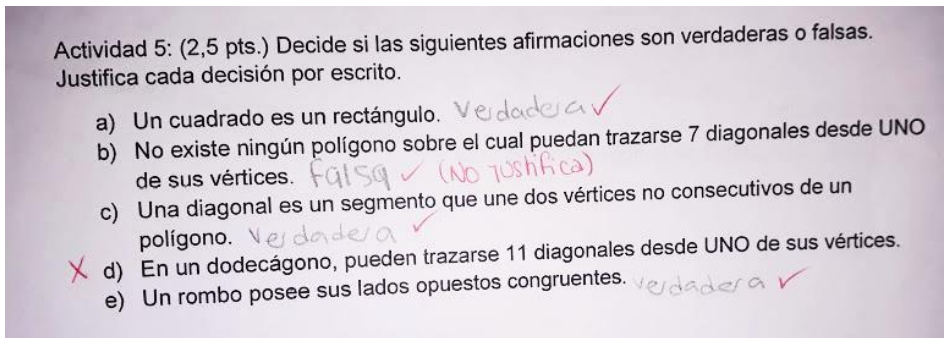 Actividad 5: (2,5 pts.) Decide si las siguientes afirmaciones son verdaderas o falsas.
Justifica cada decisión por escrito.
a) Un cuadrado es un rectángulo. Verdadera ✓
b) No existe ningún polígono sobre el cual puedan trazarse 7 diagonales desde UNO
de sus vértices. Falsa ✓ (No justifica)
c) Una diagonal es un segmento que une dos vértices no consecutivos de un
polígono. Verdadera ✓
X d) En un dodecágono, pueden trazarse 11 diagonales desde UNO de sus vértices.
e) Un rombo posee sus lados opuestos congruentes. verdadera ✓